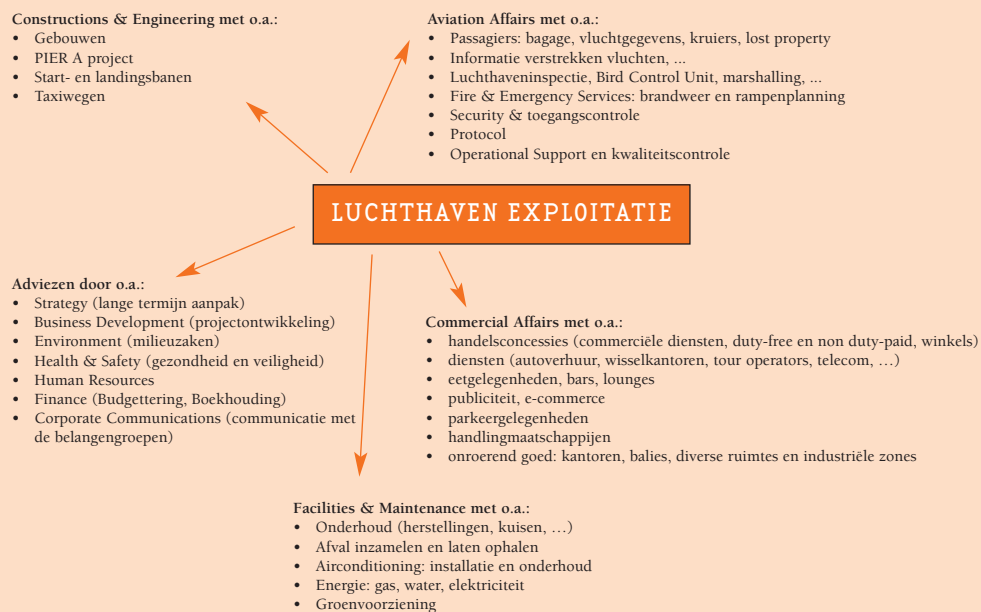 Constructions & Engineering met o.a.:
• Gebouwen
• PIER A project
• Start- en landingsbanen
• Taxiwegen
Aviation Affairs met o.a.:
• Passagiers: bagage, vluchtgegevens, kruiers, lost property
• Informatie verstrekken vluchten, ...
• Luchthaveninspectie, Bird Control Unit, marshalling, ...
• Fire & Emergency Services: brandweer en rampenplanning
• Security & toegangscontrole
• Protocol
• Operational Support en kwaliteitscontrole
LUCHTHAVEN EXPLOITATIE
Adviezen door o.a.:
• Strategy (lange termijn aanpak)
• Business Development (projectontwikkeling)
• Environment (milieuzaken)
• Health & Safety (gezondheid en veiligheid)
• Human Resources
• Finance (Budgettering, Boekhouding)
• Corporate Communications (communicatie met
de belangengroepen)
Commercial Affairs met o.a.:
• handelsconcessies (commerciële diensten, duty-free en non duty-paid, winkels)
• diensten (autoverhuur, wisselkantoren, tour operators, telecom, …)
• eetgelegenheden, bars, lounges
• publiciteit, e-commerce
• parkeergelegenheden
• handlingmaatschappijen
• onroerend goed: kantoren, balies, diverse ruimtes en industriële zones
Facilities & Maintenance met o.a.:
• Onderhoud (herstellingen, kuisen, …)
• Afval inzamelen en laten ophalen
• Airconditioning: installatie en onderhoud
• Energie: gas, water, elektriciteit
• Groenvoorziening